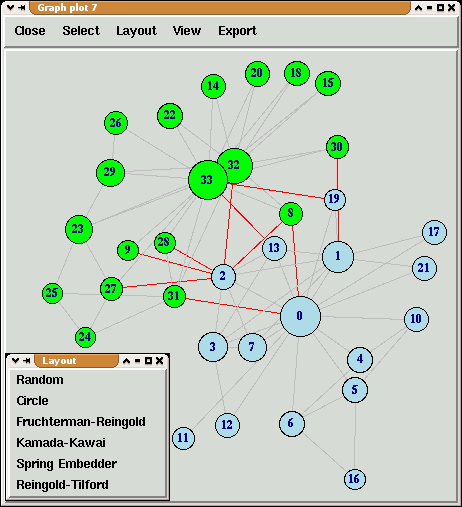 Graph plot 7
Close Select Layout View Export
20 18
14 15
22
26
30
32
29 33
19
8
23 17
28 13
9 1
2 21
27
25 31
0 10
24
3 7
4
5
12 6
11
16
Layout
Random
Circle
Fruchterman-Reingold
Kamada-Kawai
Spring Embedder
Reingold-Tilford